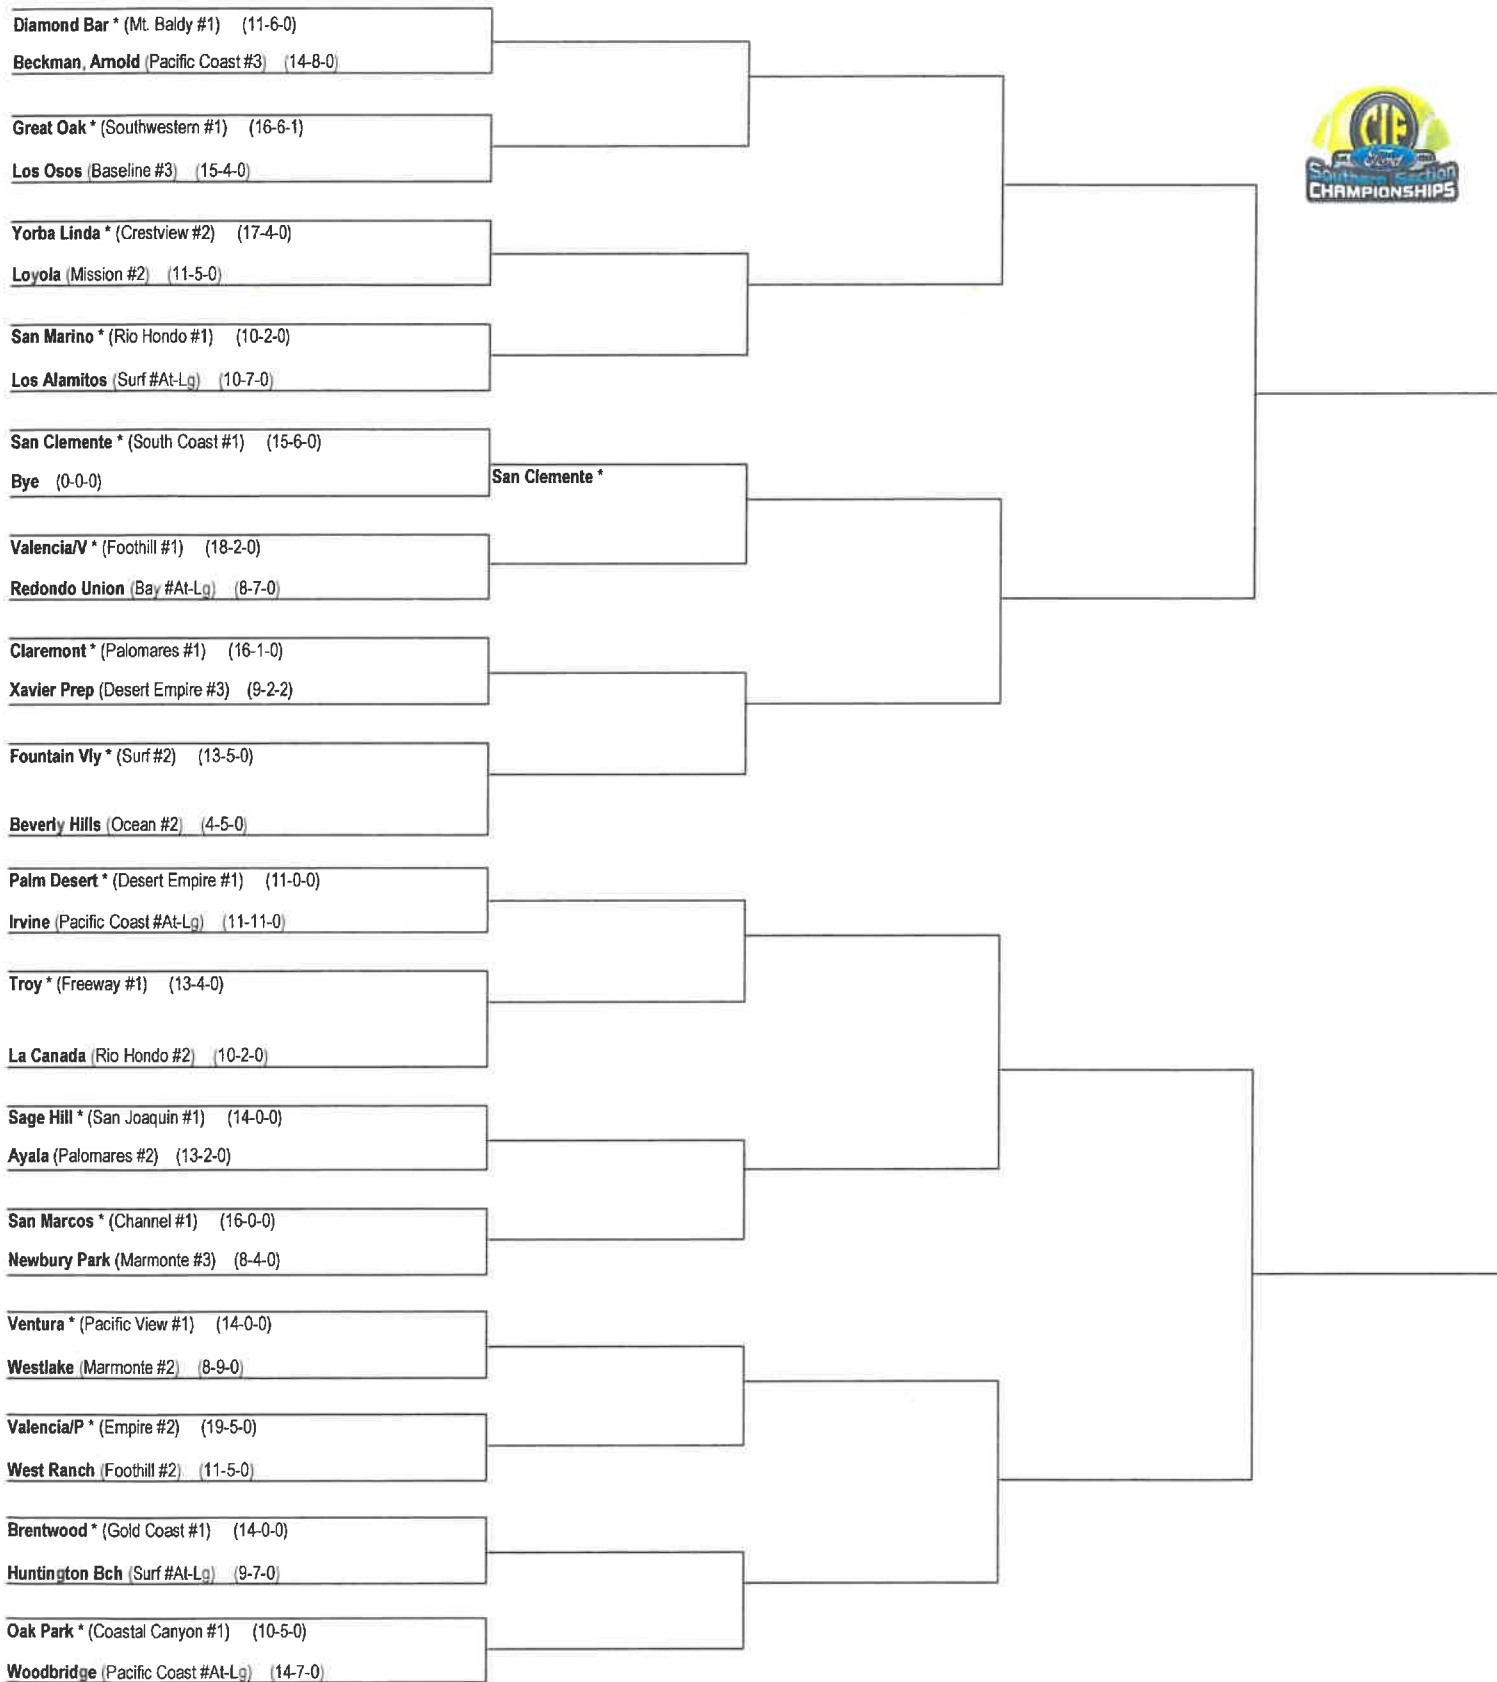 Diamond Bar * (Mt. Baldy #1) (11-6-0)
Beckman, Arnold (Pacific Coast #3) (14-8-0)
Great Oak * (Southwestern #1) (16-6-1)
Los Osos (Baseline #3) (15-4-0)
Yorba Linda * (Crestview #2) (17-4-0)
Loyola (Mission #2) (11-5-0)
San Marino * (Rio Hondo #1) (10-2-0)
Los Alamitos (Surf #At-Lg) (10-7-0)
San Clemente * (South Coast #1) (15-6-0)
Bye (0-0-0)
San Clemente *
Valencia/V * (Foothill #1) (18-2-0)
Redondo Union (Bay #At-Lg) (8-7-0)
Claremont * (Palomares #1) (16-1-0)
Xavier Prep (Desert Empire #3) (9-2-2)
Fountain Vly * (Surf #2) (13-5-0)
Beverly Hills (Ocean #2) (4-5-0)
Palm Desert * (Desert Empire #1) (11-0-0)
Irvine (Pacific Coast #At-Lg) (11-11-0)
Troy * (Freeway #1) (13-4-0)
La Canada (Rio Hondo #2) (10-2-0)
Sage Hill * (San Joaquin #1) (14-0-0)
Ayala (Palomares #2) (13-2-0)
San Marcos * (Channel #1) (16-0-0)
Newbury Park (Marmonte #3) (8-4-0)
Ventura * (Pacific View #1) (14-0-0)
Westlake (Marmonte #2) (8-9-0)
Valencia/P * (Empire #2) (19-5-0)
West Ranch (Foothill #2) (11-5-0)
Brentwood * (Gold Coast #1) (14-0-0)
Huntington Bch (Surf #At-Lg) (9-7-0)
Oak Park * (Coastal Canyon #1) (10-5-0)
Woodbridge (Pacific Coast #At-Lg) (14-7-0)
CIF
Ford
Southern Section
CHAMPIONSHIPS